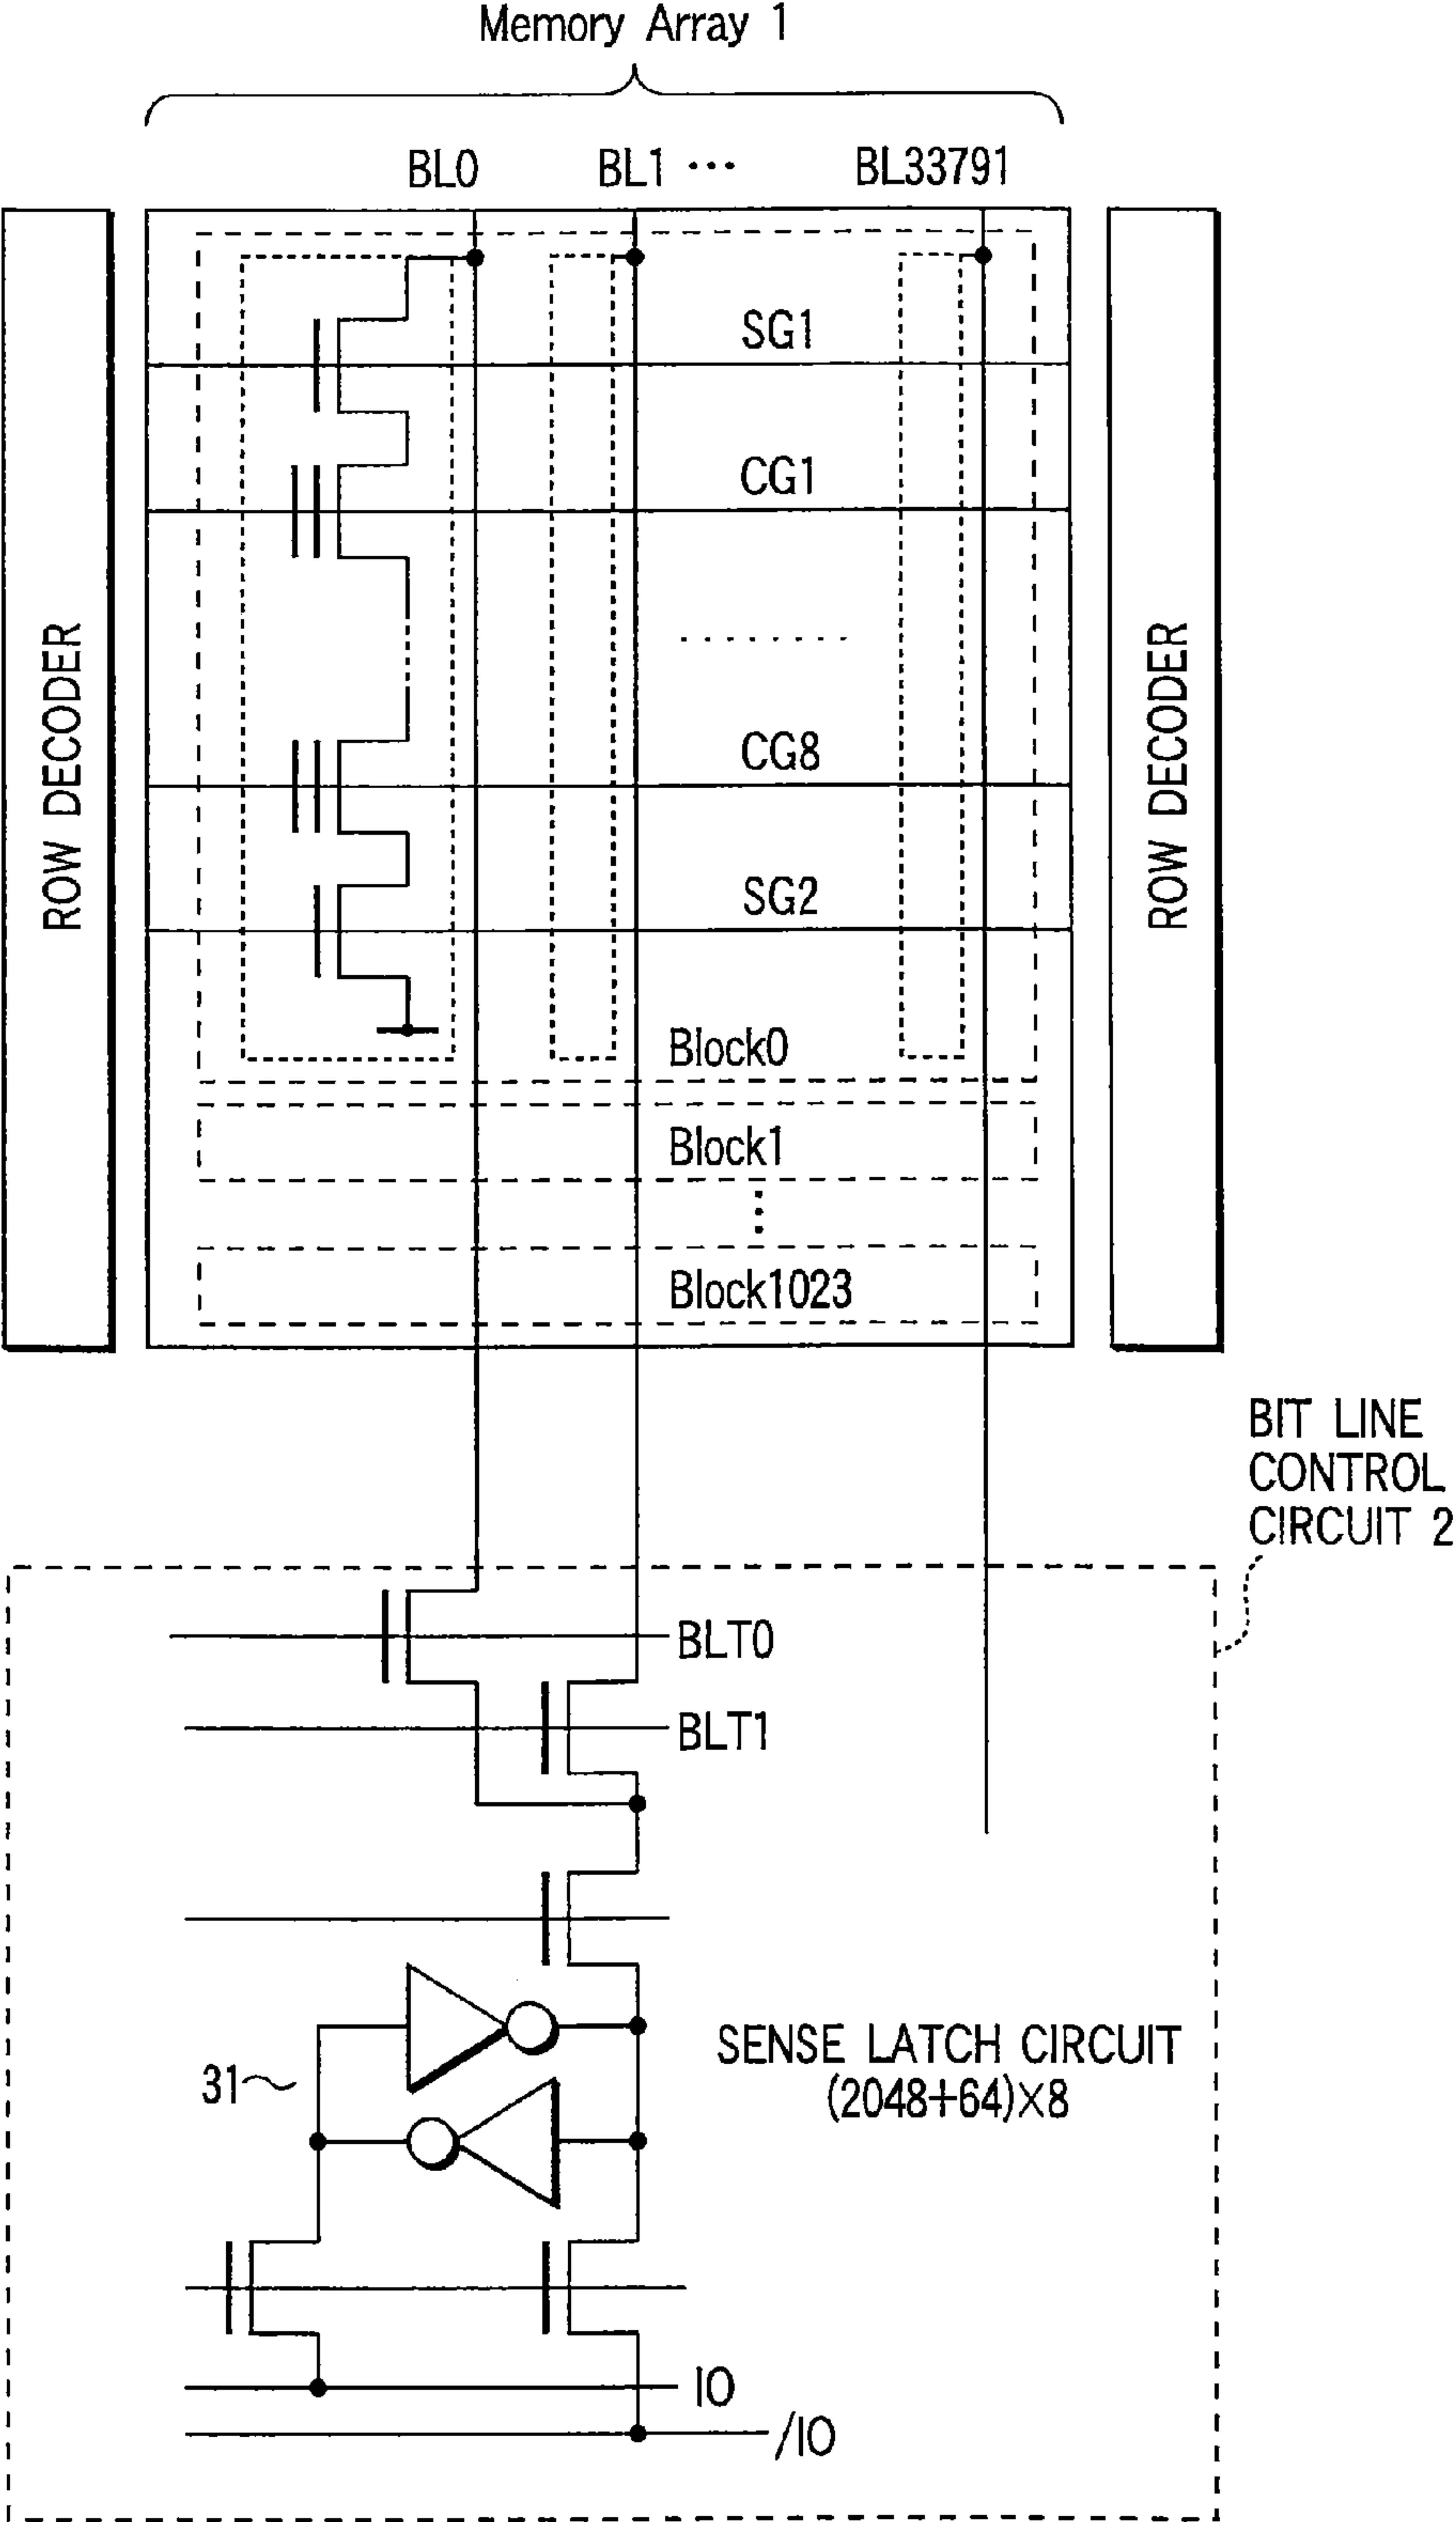 Memory Array 1
BL0 BL1 ••• BL33791
SG1
CG1
ROW DECODER
ROW DECODER
CG8
SG2
Block0
Block1
Block1023
BIT LINE
CONTROL
CIRCUIT 2
BLT0
BLT1
31
SENSE LATCH CIRCUIT
(2048+64)×8
IO
/IO